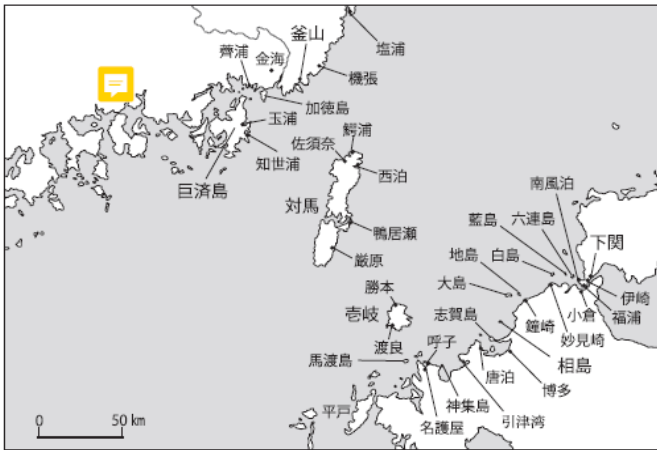 塩浦
釜山
薺浦
金海
機張
加徳島
玉浦
鰐浦
佐須奈
知世浦
西泊
巨済島
南風泊
対馬
藍島
六連島
鴨居瀬
下関
地島
白島
厳原
大島
勝本
伊崎
志賀島
小倉
福浦
壱岐
鐘崎
妙見崎
渡良
呼子
相島
馬渡島
唐泊
博多
神集島
平戸
引津湾
名護屋
0
50 km